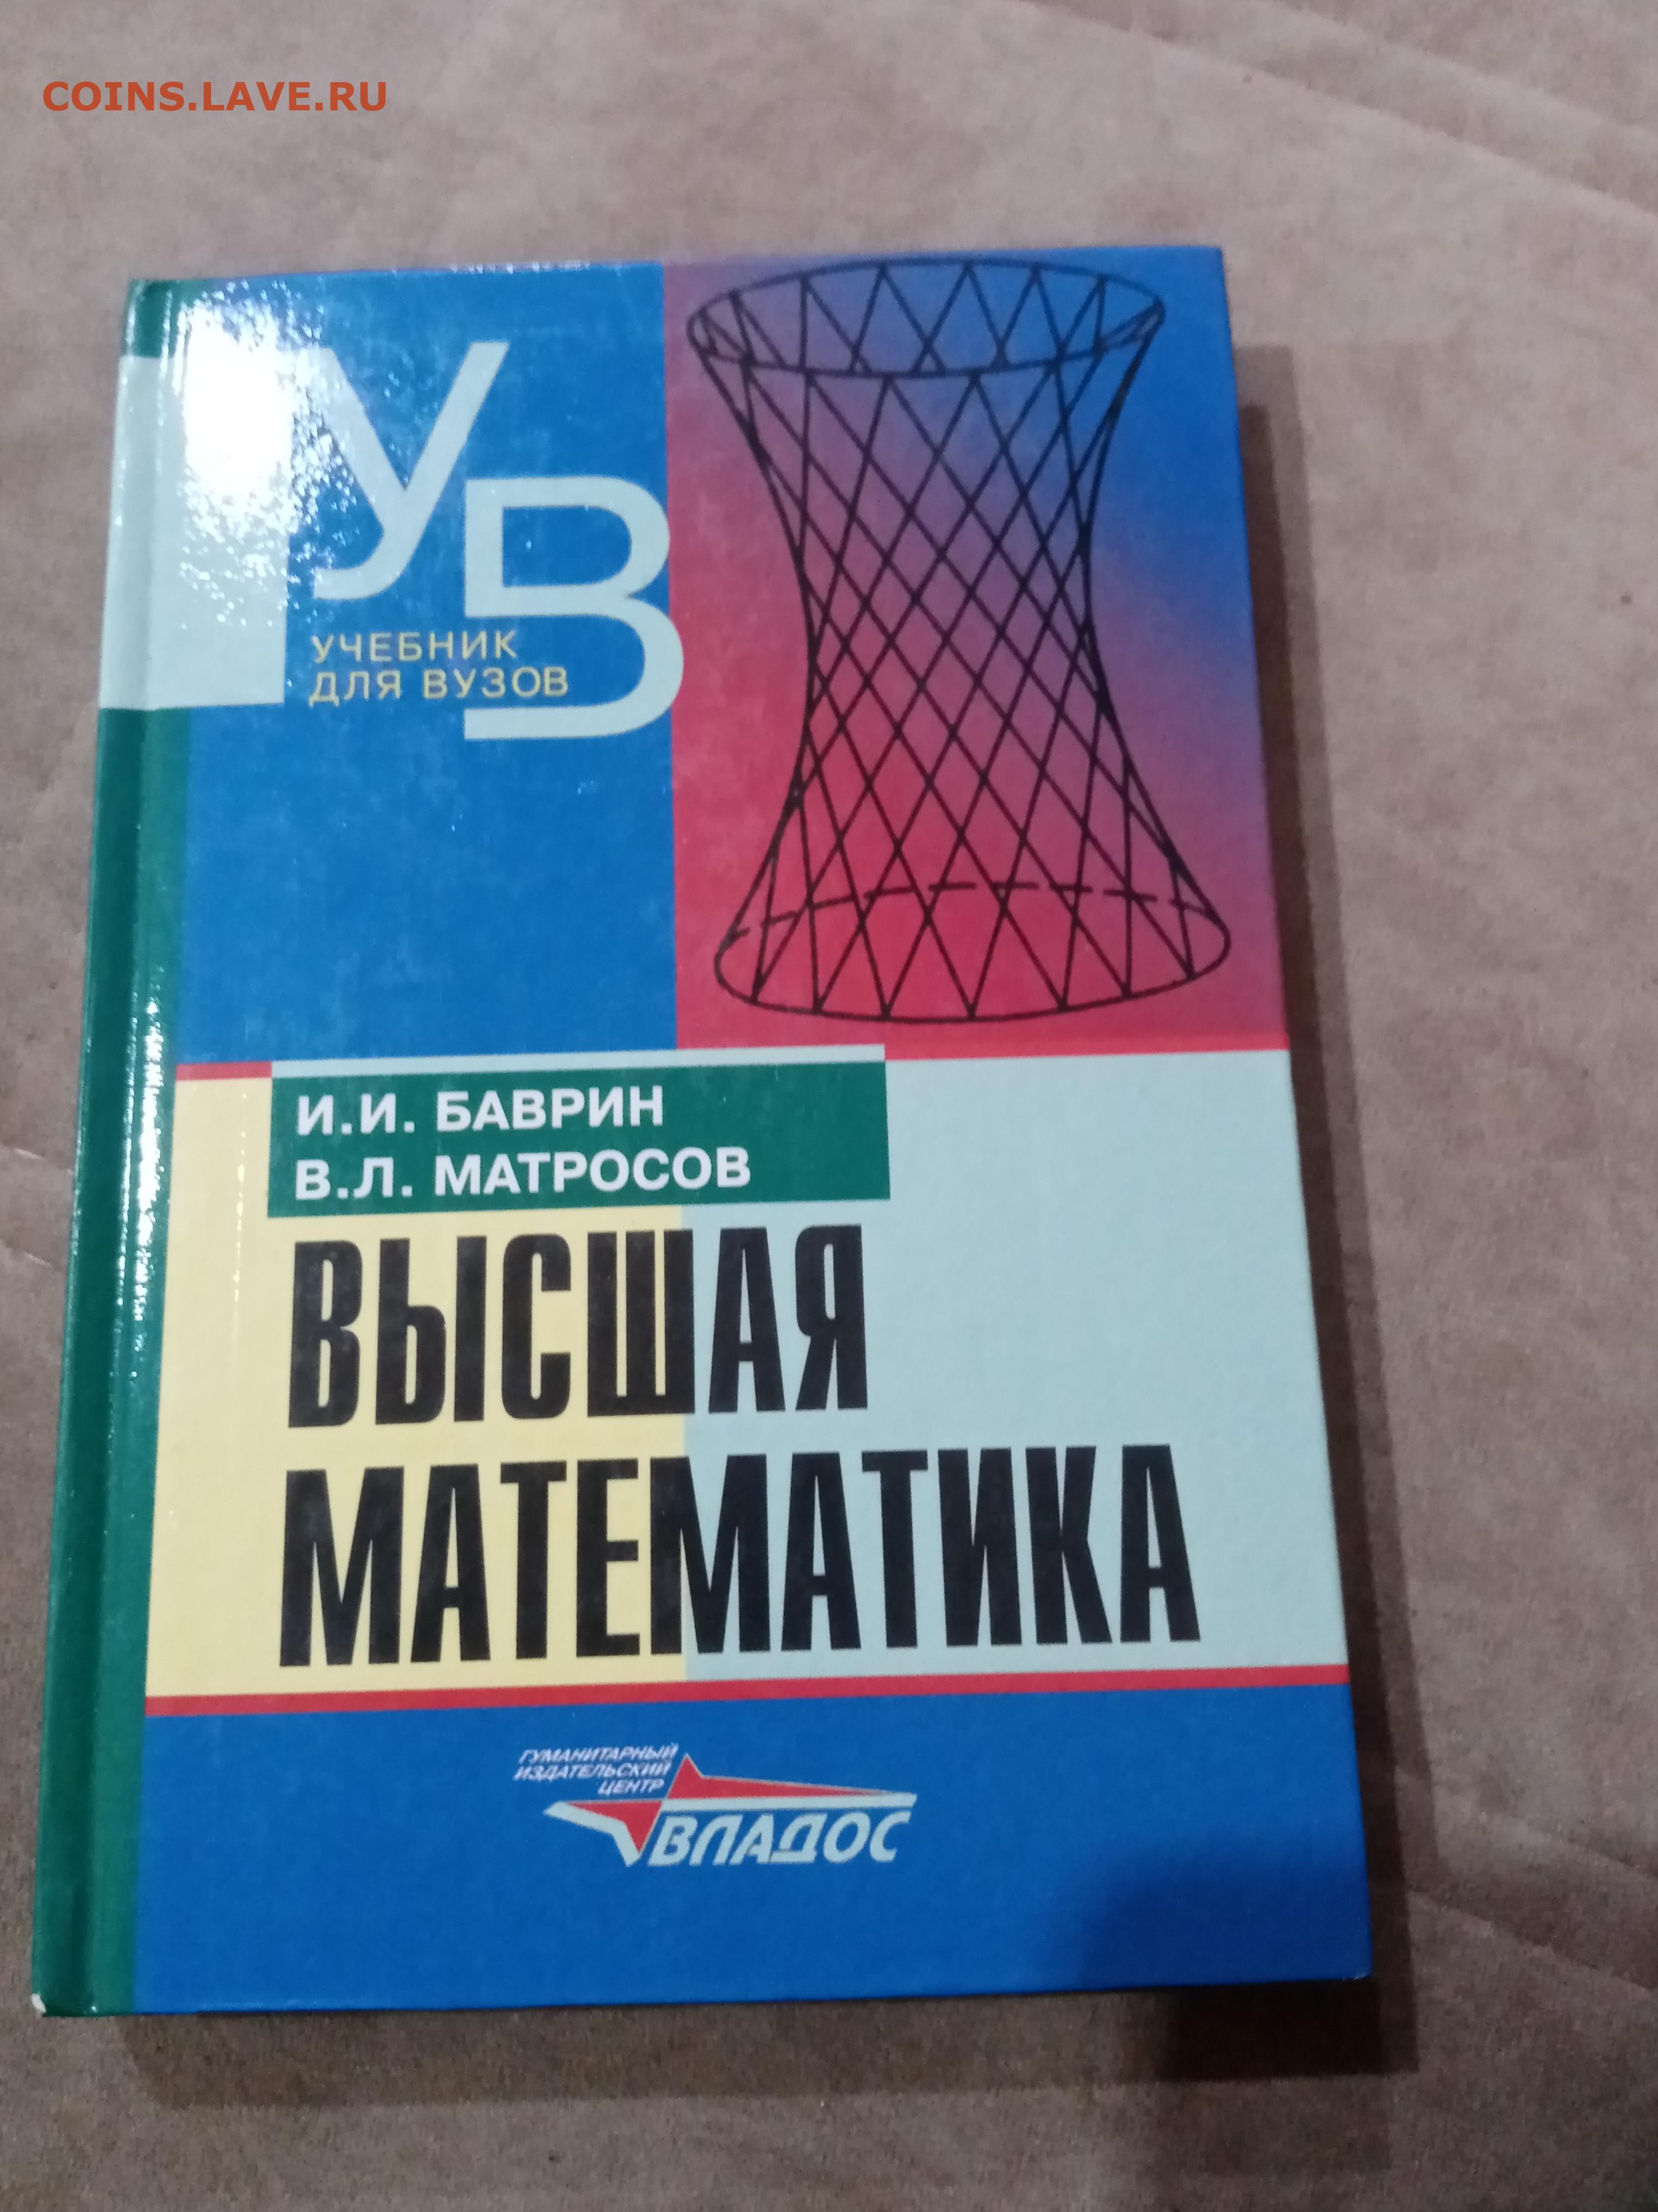 COINS.LAVE.RU
УВ
УЧЕБНИК
ДЛЯ ВУЗОВ
И.И. БАВРИН
В.Л. МАТРОСОВ
ВЫСШАЯ
МАТЕМАТИКА
ГУМАНИТАРНЫЙ
ИЗДАТЕЛЬСКИЙ
ЦЕНТР
ВЛАДОС